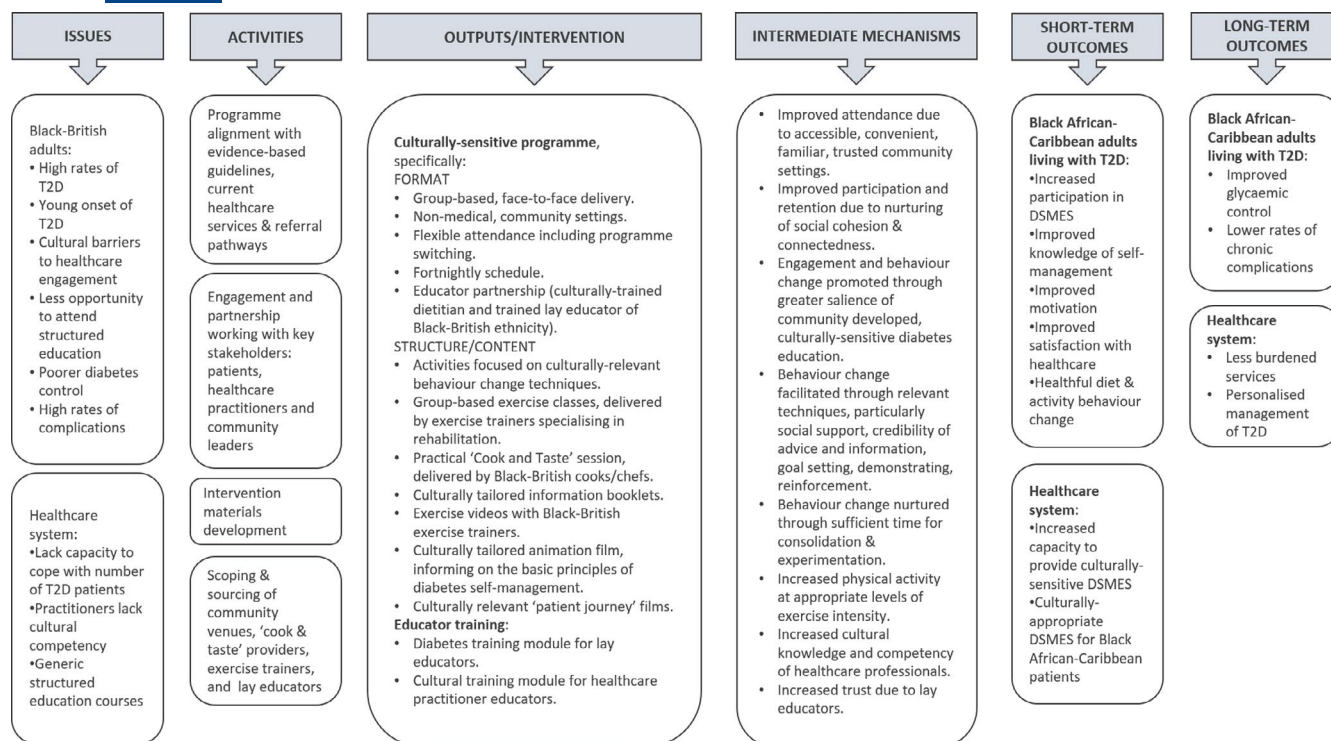 ISSUES
Black-British
adults:
• High rates of
T2D
• Young onset of
T2D
• Cultural barriers
to healthcare
engagement
• Less opportunity
to attend
structured
education
• Poorer diabetes
control
• High rates of
complications
Healthcare
system:
•Lack capacity to
cope with number
of T2D patients
•Practitioners lack
cultural
competency
•Generic
structured
education courses
ACTIVITIES
Programme
alignment with
evidence-based
guidelines,
current
healthcare
services & referral
pathways
Engagement and
partnership
working with key
stakeholders:
patients,
healthcare
practitioners and
community
leaders
Intervention
materials
development
Scoping &
sourcing of
community
venues, ‘cook &
taste’ providers,
exercise trainers,
and lay educators
OUTPUTS/INTERVENTION
Culturally-sensitive programme,
specifically:
FORMAT
• Group-based, face-to-face delivery.
• Non-medical, community settings.
• Flexible attendance including programme
switching.
• Fortnightly schedule.
• Educator partnership (culturally-trained
dietitian and trained lay educator of
Black-British ethnicity).
STRUCTURE/CONTENT
• Activities focused on culturally-relevant
behaviour change techniques.
• Group-based exercise classes, delivered
by exercise trainers specialising in
rehabilitation.
• Practical ‘Cook and Taste’ session,
delivered by Black-British cooks/chefs.
• Culturally tailored information booklets.
• Exercise videos with Black-British
exercise trainers.
• Culturally tailored animation film,
informing on the basic principles of
diabetes self-management.
• Culturally relevant ‘patient journey’ films.
Educator training:
• Diabetes training module for lay
educators.
• Cultural training module for healthcare
practitioner educators.
INTERMEDIATE MECHANISMS
• Improved attendance due
to accessible, convenient,
familiar, trusted community
settings.
• Improved participation and
retention due to nurturing
of social cohesion &
connectedness.
• Engagement and behaviour
change promoted through
greater salience of
community developed,
culturally-sensitive diabetes
education.
• Behaviour change
facilitated through relevant
techniques, particularly
social support, credibility of
advice and information,
goal setting, demonstrating,
reinforcement.
• Behaviour change nurtured
through sufficient time for
consolidation &
experimentation.
• Increased physical activity
at appropriate levels of
exercise intensity.
• Increased cultural
knowledge and competency
of healthcare professionals.
• Increased trust due to lay
educators.
SHORT-TERM
OUTCOMES
Black African-
Caribbean adults
living with T2D:
•Increased
participation in
DSMES
•Improved
knowledge of self-
management
•Improved
motivation
•Improved
satisfaction with
healthcare
•Healthful diet &
activity behaviour
change
Healthcare
system:
•Increased
capacity to
provide culturally-
sensitive DSMES
•Culturally-
appropriate
DSMES for Black
African-Caribbean
patients
LONG-TERM
OUTCOMES
Black African-
Caribbean adults
living with T2D:
• Improved
glycaemic
control
• Lower rates of
chronic
complications
Healthcare
system:
• Less burdened
services
• Personalised
management
of T2D